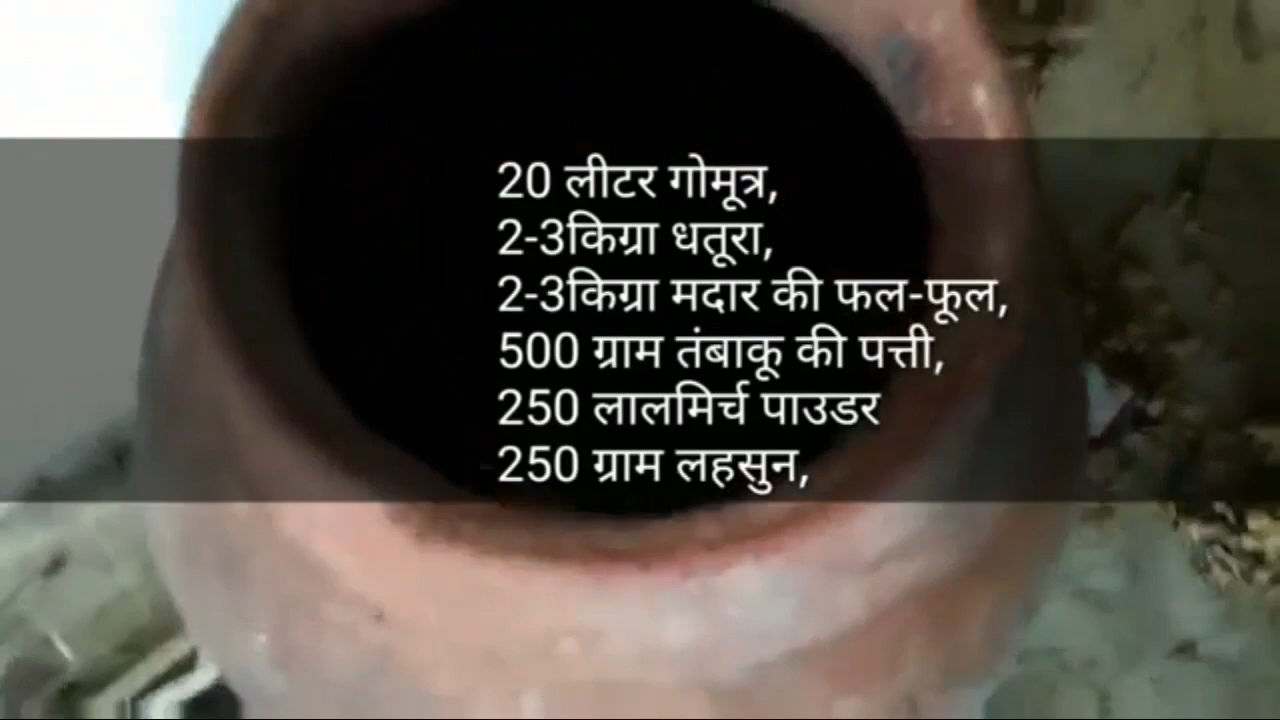 20 लीटर गोमूत्र,
2-3किग्रा धतूरा,
2-3किग्रा मदार की फल-फूल,
500 ग्राम तंबाकू की पत्ती,
250 लालमिर्च पाउडर
250 ग्राम लहसुन,